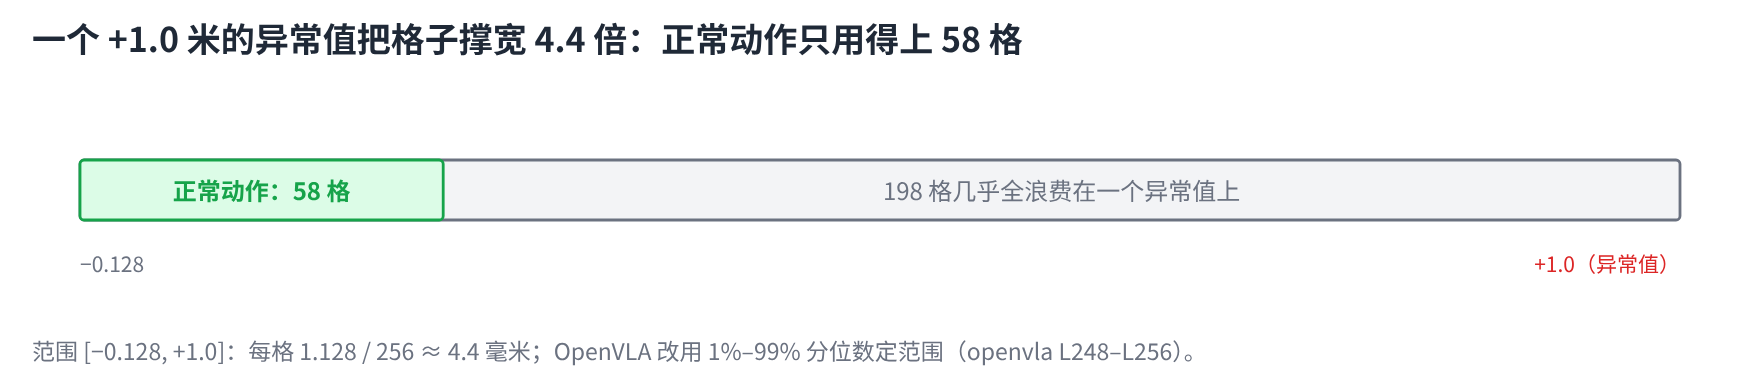 一个 +1.0 米的异常值把格子撑宽 4.4 倍：正常动作只用得上 58 格
正常动作：58 格
198 格几乎全浪费在一个异常值上
−0.128
+1.0（异常值）
范围 [−0.128, +1.0]：每格 1.128 / 256 ≈ 4.4 毫米；OpenVLA 改用 1%–99% 分位数定范围（openvla L248–L256）。